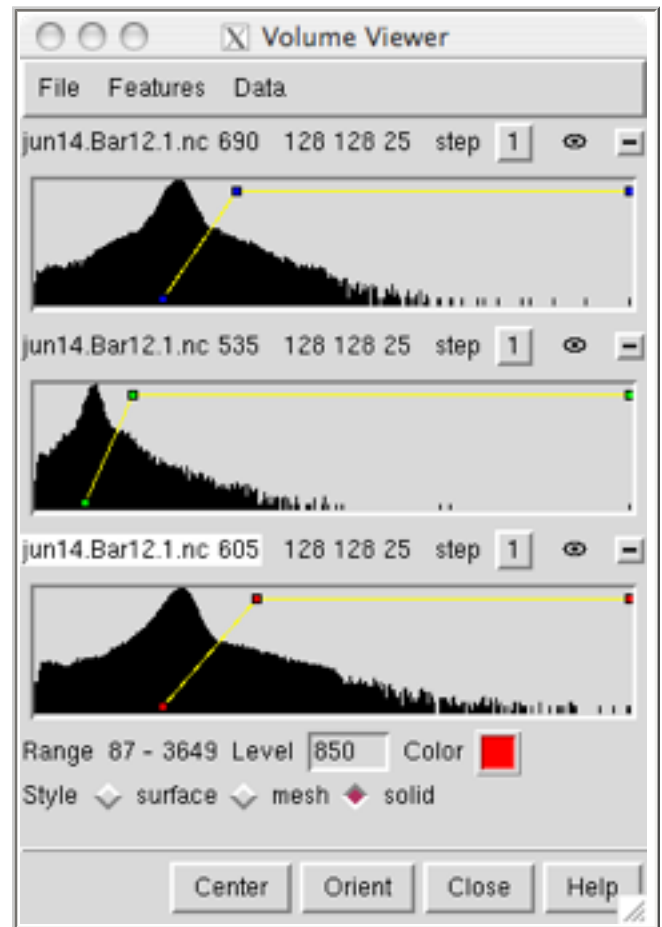 X Volume Viewer
File Features Data
jun14.Bar12.1.nc 690 128 128 25 step 1
jun14.Bar12.1.nc 535 128 128 25 step 1
jun14.Bar12.1.nc 605 128 128 25 step 1
Range 87 - 3649 Level 850 Color
Style surface mesh solid
Center Orient Close Help